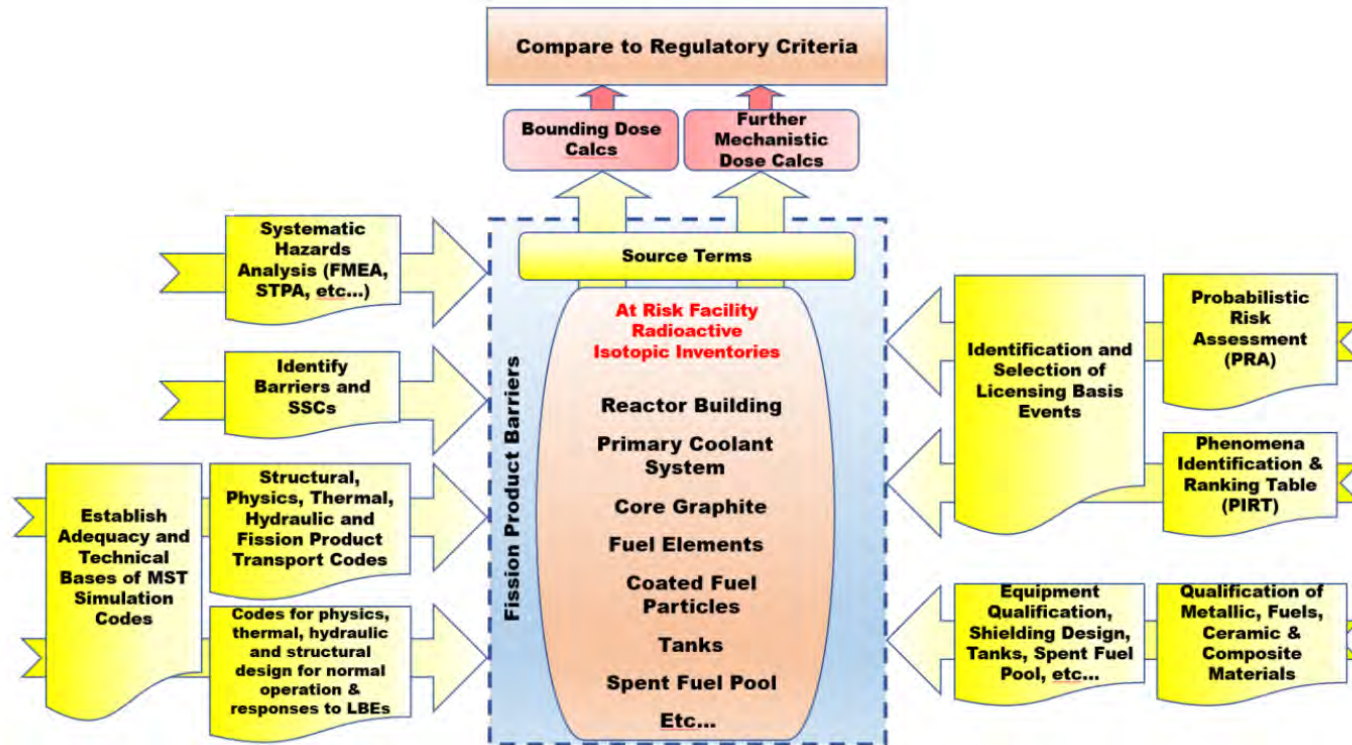 Compare to Regulatory Criteria
Bounding Dose
Calcs
Further
Mechanistic
Dose Calcs
Systematic
Hazards
Analysis (FMEA,
STPA, etc...)
Identify
Barriers and
SSCs
Establish
Adequacy and
Technical
Bases of MST
Simulation
Codes
Structural,
Physics, Thermal,
Hydraulic and
Fission Product
Transport Codes
Codes for physics,
thermal, hydraulic
and structural
design for normal
operation &
responses to LBEs
Fission Product Barriers
Source Terms
At Risk Facility
Radioactive
Isotopic Inventories
Reactor Building
Primary Coolant
System
Core Graphite
Fuel Elements
Coated Fuel
Particles
Tanks
Spent Fuel Pool
Etc...
Identification and
Selection of
Licensing Basis
Events
Probabilistic
Risk
Assessment
(PRA)
Phenomena
Identification &
Ranking Table
(PIRT)
Equipment
Qualification,
Shielding Design,
Tanks, Spent Fuel
Pool, etc...
Qualification of
Metallic, Fuels,
Ceramic &
Composite
Materials